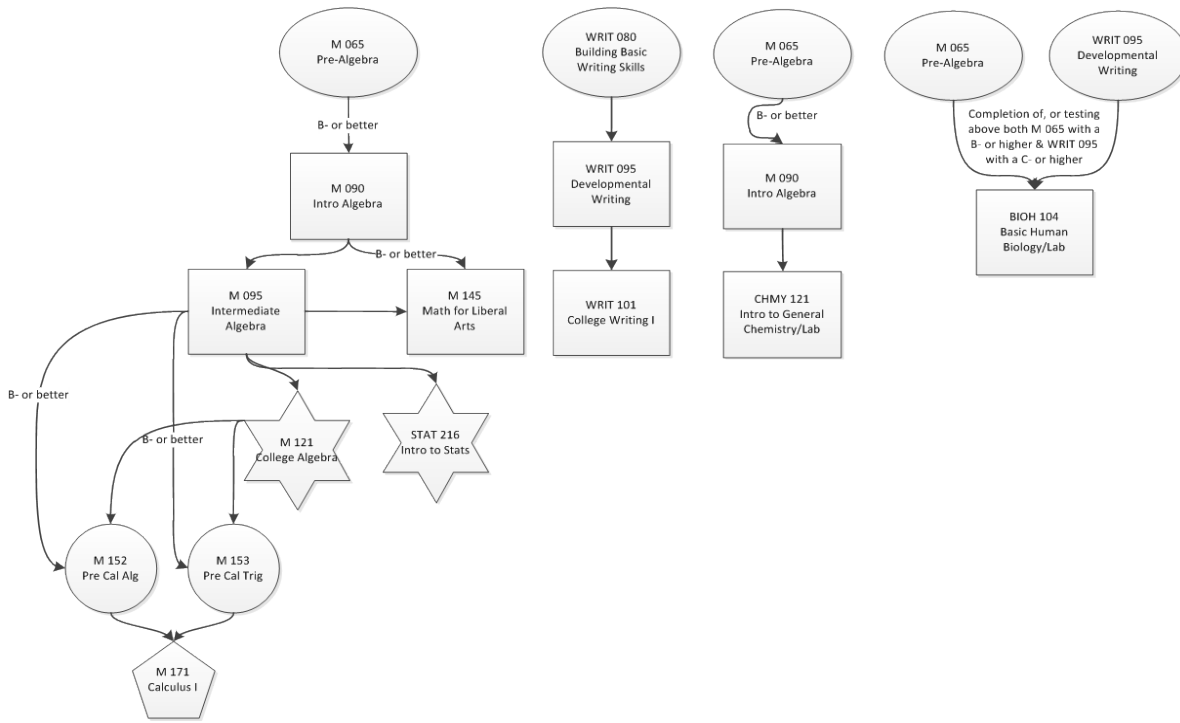 M 065
Pre-Algebra
WRIT 080
Building Basic
Writing Skills
M 065
Pre-Algebra
M 065
Pre-Algebra
WRIT 095
Developmental
Writing
B- or better
B- or better
Completion of, or testing
above both M 065 with a
B- or higher & WRIT 095
with a C- or higher
M 090
Intro Algebra
WRIT 095
Developmental
Writing
M 090
Intro Algebra
BIOH 104
Basic Human
Biology/Lab
B- or better
M 095
Intermediate
Algebra
M 145
Math for Liberal
Arts
WRIT 101
College Writing I
CHMY 121
Intro to General
Chemistry/Lab
B- or better
B- or better
M 121
College Algebra
STAT 216
Intro to Stats
M 152
Pre Cal Alg
M 153
Pre Cal Trig
M 171
Calculus I